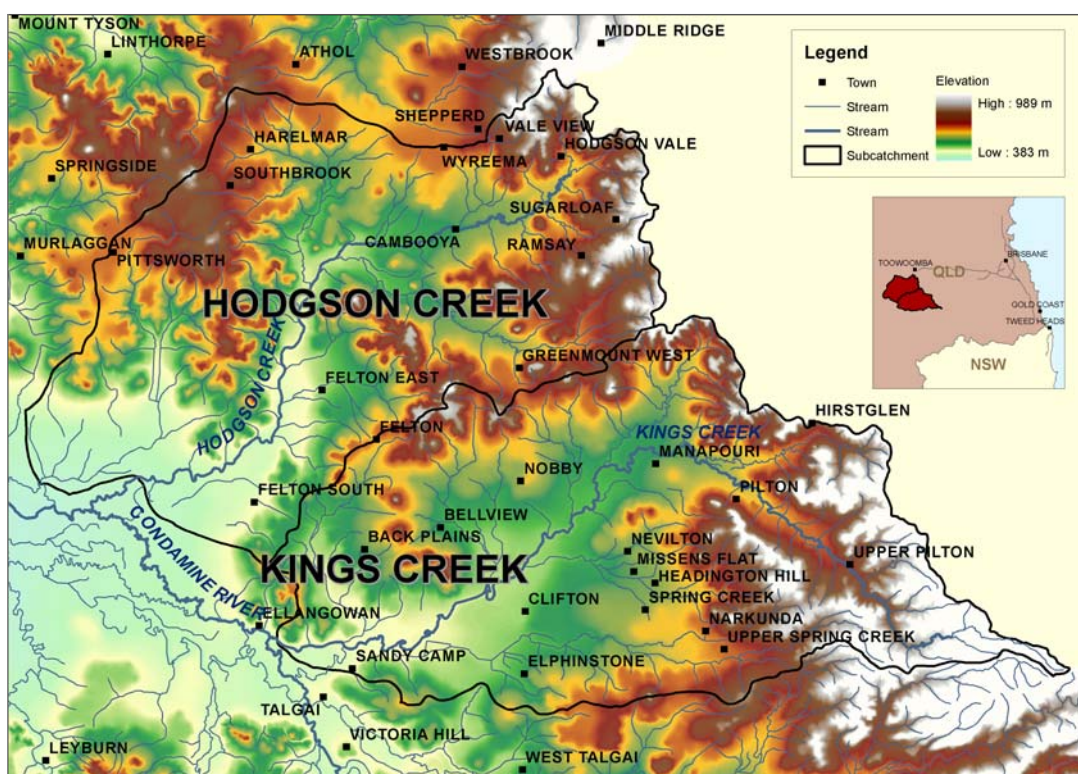 MOUNT TYSON
LINTHORPE
ATHOL
WESTBROOK
MIDDLE RIDGE
Legend
Town
Stream
Stream
Subcatchment
Elevation
High : 989 m
Low : 383 m
SHEPPERD
VALE VIEW
HARELMAR
WYREEMA
HODGSON VALE
SPRINGSIDE
SOUTHBROOK
SUGARLOAF
CAMBOOYA
RAMSAY
MURLAGGAN
PITTSWORTH
BRISBANE
TOOWOOMBA
QLD
GOLD COAST
TWEED HEADS
NSW
HODGSON CREEK
HODGSON CREEK
GREENMOUNT WEST
FELTON EAST
HIRSTGLEN
FELTON
KINGS CREEK
MANAPOURI
NOBBY
PILTON
FELTON SOUTH
CONDAMINE RIVER
BELLVIEW
BACK PLAINS
NEVILTON
UPPER PILTON
MISSENS FLAT
KINGS CREEK
HEADINGTON HILL
CLIFTON
SPRING CREEK
ELLANGOWAN
NARKUNDA
UPPER SPRING CREEK
SANDY CAMP
ELPHINSTONE
TALGAI
VICTORIA HILL
LEYBURN
WEST TALGAI